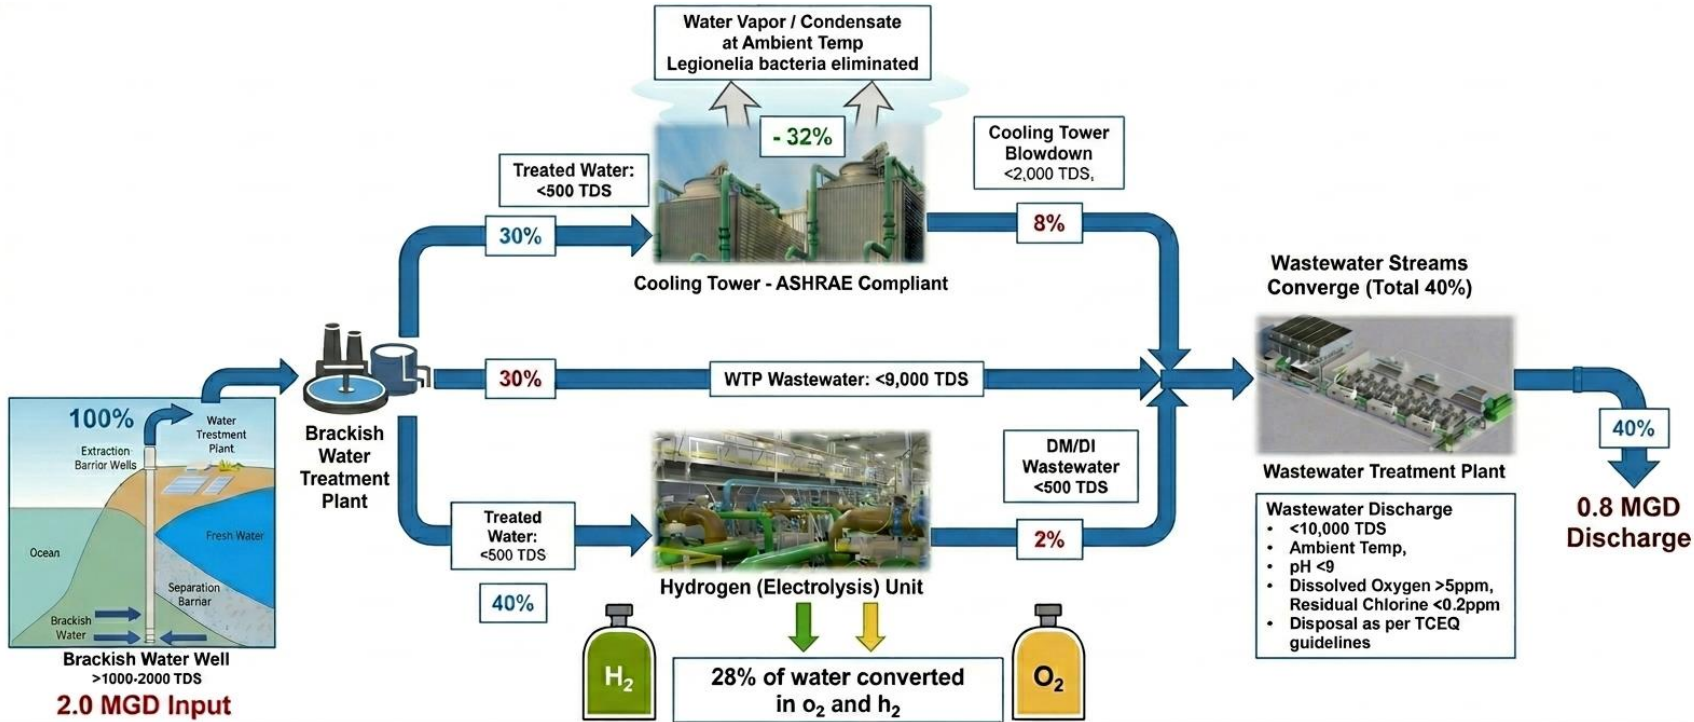 Water Vapor / Condensate
at Ambient Temp
Legionelia bacteria eliminated
- 32%
Treated Water:
<500 TDS
30%
Cooling Tower - ASHRAE Compliant
Cooling Tower
Blowdown
<2,000 TDS,
8%
Wastewater Streams
Converge (Total 40%)
100%
Extraction
Barrior Wells
Water
Treatment
Plant
Ocean
Fresh Water
Separation
Barriar
Brackish
Water
Brackish Water Well
>1000-2000 TDS
2.0 MGD Input
Brackish
Water
Treatment
Plant
30%
WTP Wastewater: <9,000 TDS
Treated
Water:
<500 TDS
40%
Hydrogen (Electrolysis) Unit
DM/DI
Wastewater
<500 TDS
2%
H2
28% of water converted
in o2 and h2
O2
Wastewater Treatment Plant
Wastewater Discharge
• <10,000 TDS
• Ambient Temp,
• pH <9
• Dissolved Oxygen >5ppm,
Residual Chlorine <0.2ppm
• Disposal as per TCEQ
guidelines
40%
0.8 MGD
Discharge